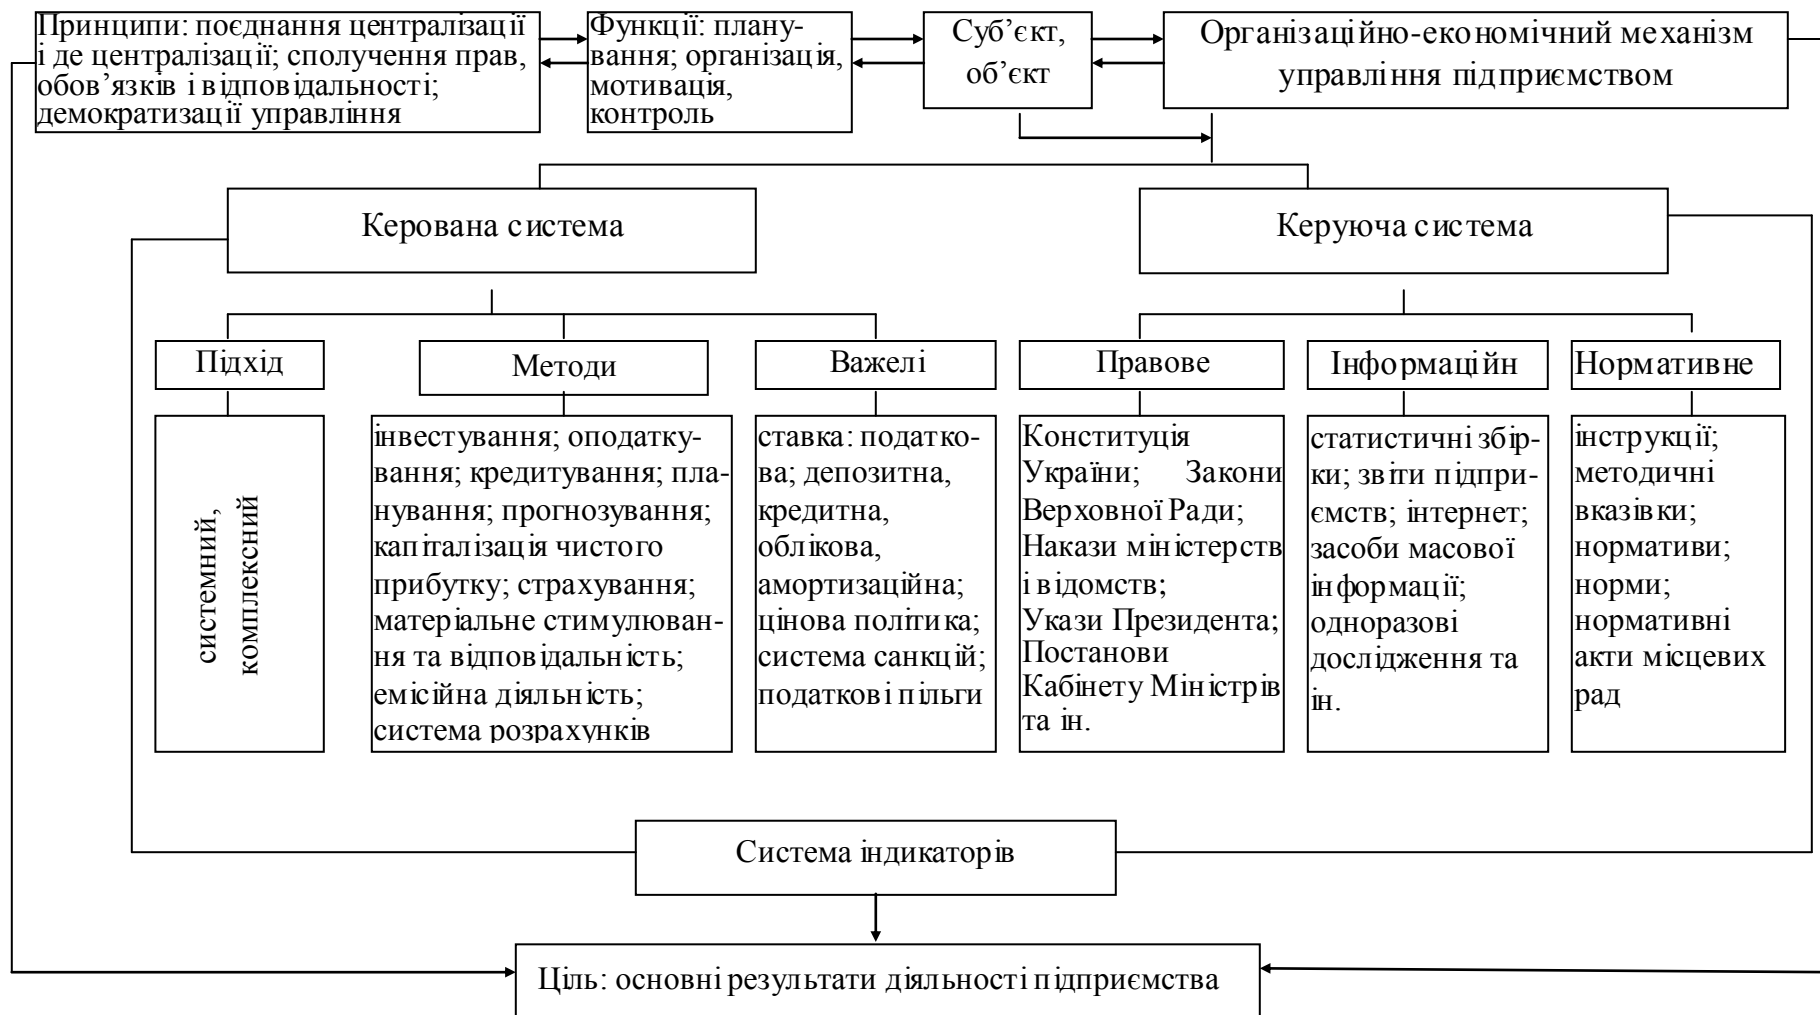 Принципи: поєднання централізації
і де централізації; сполучення прав,
обов’язків і відповідальності;
демократизації управління
Функції: плану-
вання; організація,
мотивація,
контроль
Суб’єкт,
об’єкт
Організаційно-економічний механізм
управління підприємством
Керована система
Керуюча система
Підхід
Методи
Важелі
Правове
Інформаційн
Нормативне
системний,
комплексний
інвестування; оподатку-
вання; кредитування; пла-
нування; прогнозування;
капіталізація чистого
прибутку; страхування;
матеріальне стимулюван-
ня та відповідальність;
емісійна діяльність;
система розрахунків
ставка: податко-
ва; депозитна,
кредитна,
облікова,
амортизаційна;
цінова політика;
система санкцій;
податкові пільги
Конституція
України; Закони
Верховної Ради;
Накази міністерств
і відомств;
Укази Президента;
Постанови
Кабінету Міністрів
та ін.
статистичні збір-
ки; звіти підпри-
ємств; інтернет;
засоби масової
інформації;
одноразові
дослідження та
ін.
інструкції;
методичні
вказівки;
нормативи;
норми;
нормативні
акти місцевих
рад
Система індикаторів
Ціль: основні результати діяльності підприємства